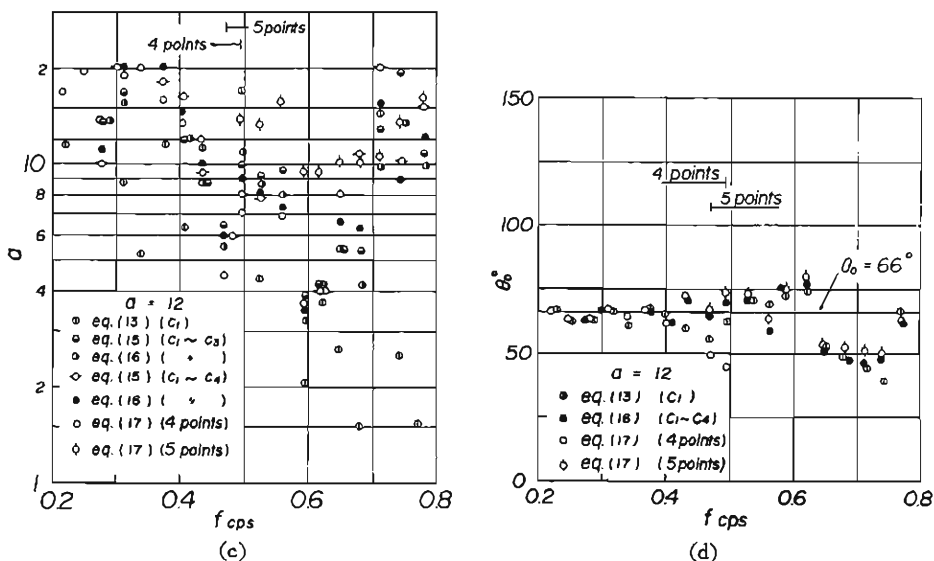 5 points
4 points
2
10
8
6
4
2
1
a
a = 12
eq. (13) (c₁)
eq. (15) (c₁ ~ c₃)
eq. (16) ( 〃 )
eq. (15) (c₁ ~ c₄)
eq. (16) ( 〃 )
eq. (17) (4 points)
eq. (17) (5 points)
0.2 0.4 0.6 0.8
f cps
(c)
150
100
50
0
θ₀°
4 points
5 points
θ₀ = 66°
a = 12
eq. (13) (c₁)
eq. (16) (c₁~c₄)
eq. (17) (4 points)
eq. (17) (5 points)
0.2 0.4 0.6 0.8
f cps
(d)